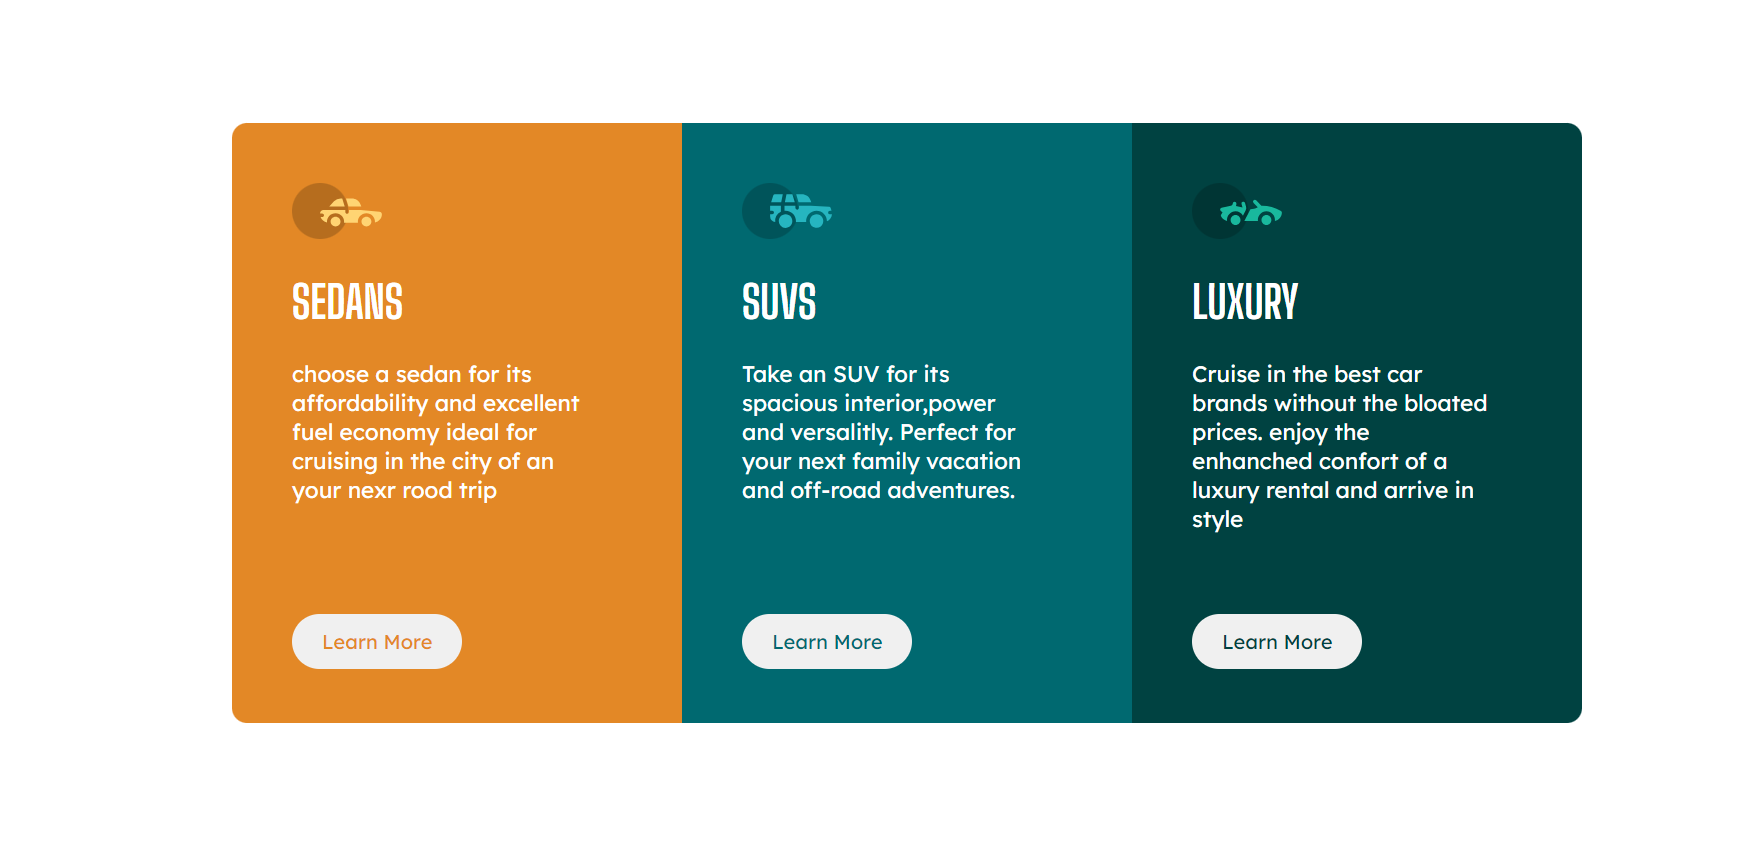 SEDANS
choose a sedan for its
affordability and excellent
fuel economy ideal for
cruising in the city of an
your nexr rood trip
Learn More
SUVS
Take an SUV for its
spacious interior,power
and versalitly. Perfect for
your next family vacation
and off-road adventures.
Learn More
LUXURY
Cruise in the best car
brands without the bloated
prices. enjoy the
enhanched confort of a
luxury rental and arrive in
style
Learn More